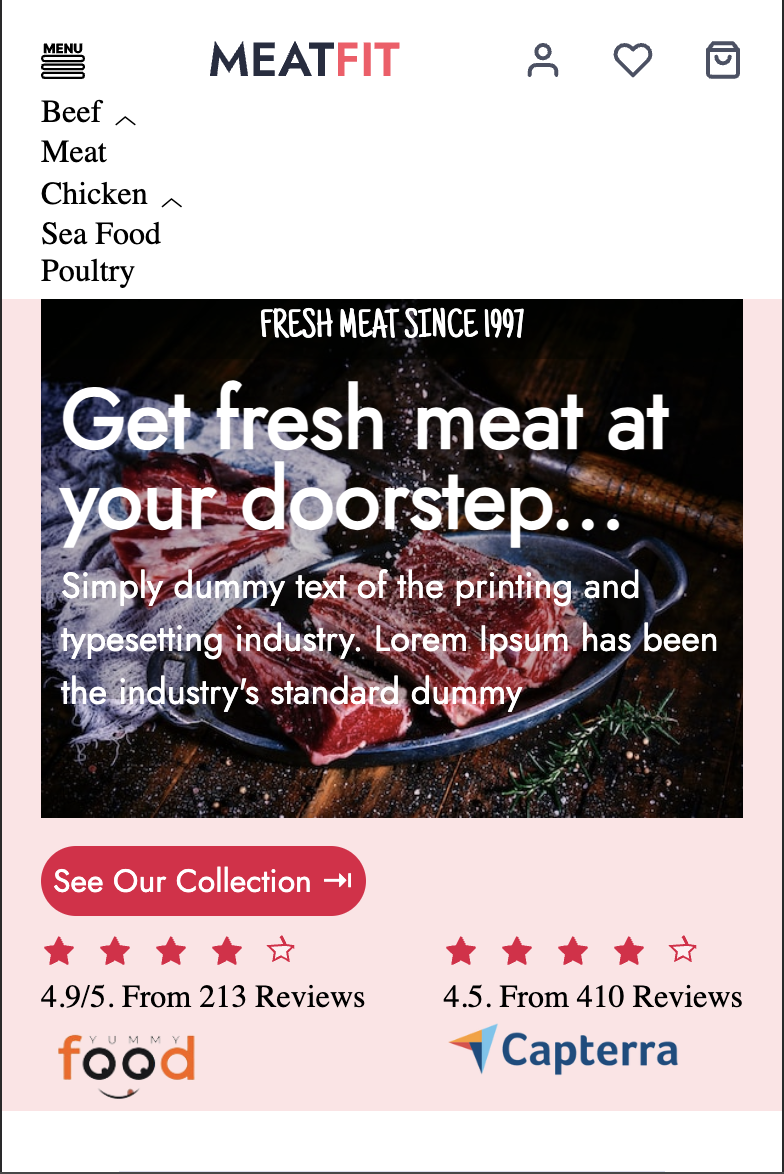 MENU
MEATFIT
Beef
Meat
Chicken
Sea Food
Poultry
FRESH MEAT SINCE 1997
Get fresh meat at
your doorstep...
Simply dummy text of the printing and
typesetting industry. Lorem Ipsum has been
the industry's standard dummy
See Our Collection
4.9/5. From 213 Reviews
4.5. From 410 Reviews
YUMMY
food
Capterra